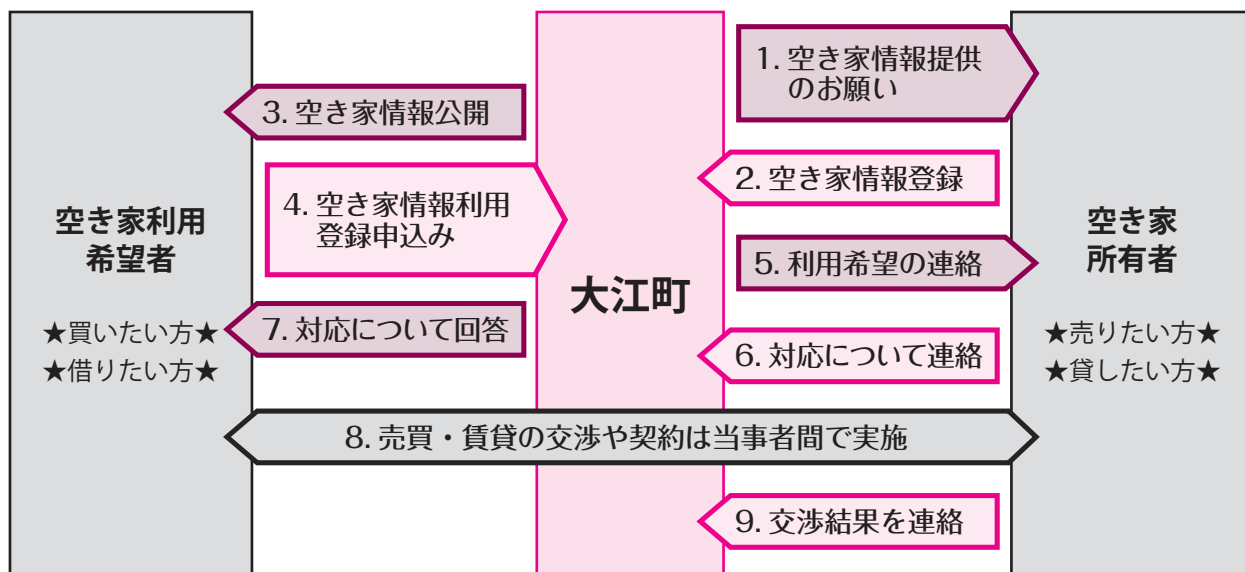 空き家利用
希望者
★買いたい方★
★借りたい方★
大江町
空き家
所有者
★売りたい方★
★貸したい方★
1. 空き家情報提供
のお願い
2. 空き家情報登録
3. 空き家情報公開
4. 空き家情報利用
登録申込み
5. 利用希望の連絡
6. 対応について連絡
7. 対応について回答
8. 売買・賃貸の交渉や契約は当事者間で実施
9. 交渉結果を連絡